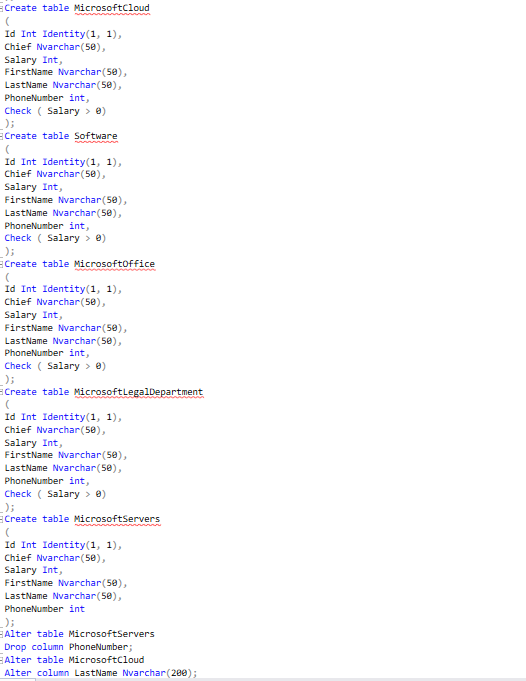 Create table MicrosoftCloud
(
Id Int Identity(1, 1),
Chief Nvarchar(50),
Salary Int,
FirstName Nvarchar(50),
LastName Nvarchar(50),
PhoneNumber int,
Check ( Salary > 0)
);
Create table Software
(
Id Int Identity(1, 1),
Chief Nvarchar(50),
Salary Int,
FirstName Nvarchar(50),
LastName Nvarchar(50),
PhoneNumber int,
Check ( Salary > 0)
);
Create table MicrosoftOffice
(
Id Int Identity(1, 1),
Chief Nvarchar(50),
Salary Int,
FirstName Nvarchar(50),
LastName Nvarchar(50),
PhoneNumber int,
Check ( Salary > 0)
);
Create table MicrosoftLegalDepartment
(
Id Int Identity(1, 1),
Chief Nvarchar(50),
Salary Int,
FirstName Nvarchar(50),
LastName Nvarchar(50),
PhoneNumber int,
Check ( Salary > 0)
);
Create table MicrosoftServers
(
Id Int Identity(1, 1),
Chief Nvarchar(50),
Salary Int,
FirstName Nvarchar(50),
LastName Nvarchar(50),
PhoneNumber int
);
Alter table MicrosoftServers
Drop column PhoneNumber;
Alter table MicrosoftCloud
Alter column LastName Nvarchar(200);